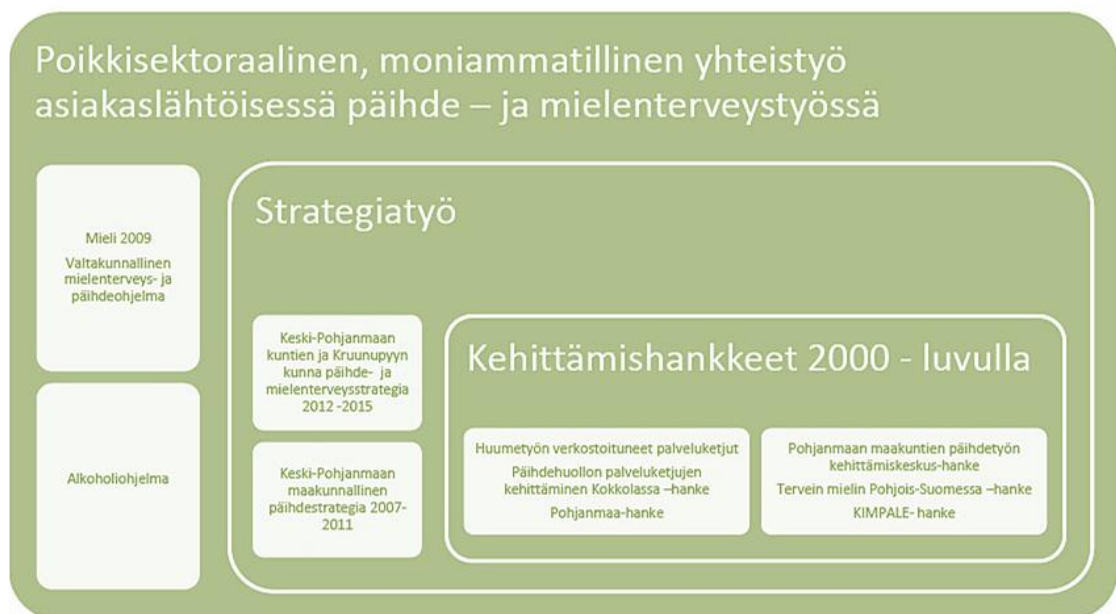 Poikkisektoraalinen, moniammatillinen yhteistyö
asiakaslähtöisessä päihde – ja mielenterveystyössä
Mieli 2009
Valtakunnallinen
mielenterveys- ja
päihdeohjelma
Alkoholiohjelma
Strategiatyö
Keski-Pohjanmaan
kuntien ja Kruunupyyn
kunna päihde- ja
mielenterveysstrategia
2012 -2015
Keski-Pohjanmaan
maakunnallinen
päihdestrategia 2007-
2011
Kehittämishankkeet 2000 - luvulla
Huumetyön verkostoituneet palveluketjut
Päihdehuollon palveluketjujen
kehittäminen Kokkolassa –hanke
Pohjanmaa-hanke
Pohjanmaan maakuntien päihdetyön
kehittämiskeskus-hanke
Tervein mielin Pohjois-Suomessa –hanke
KIMPALE- hanke